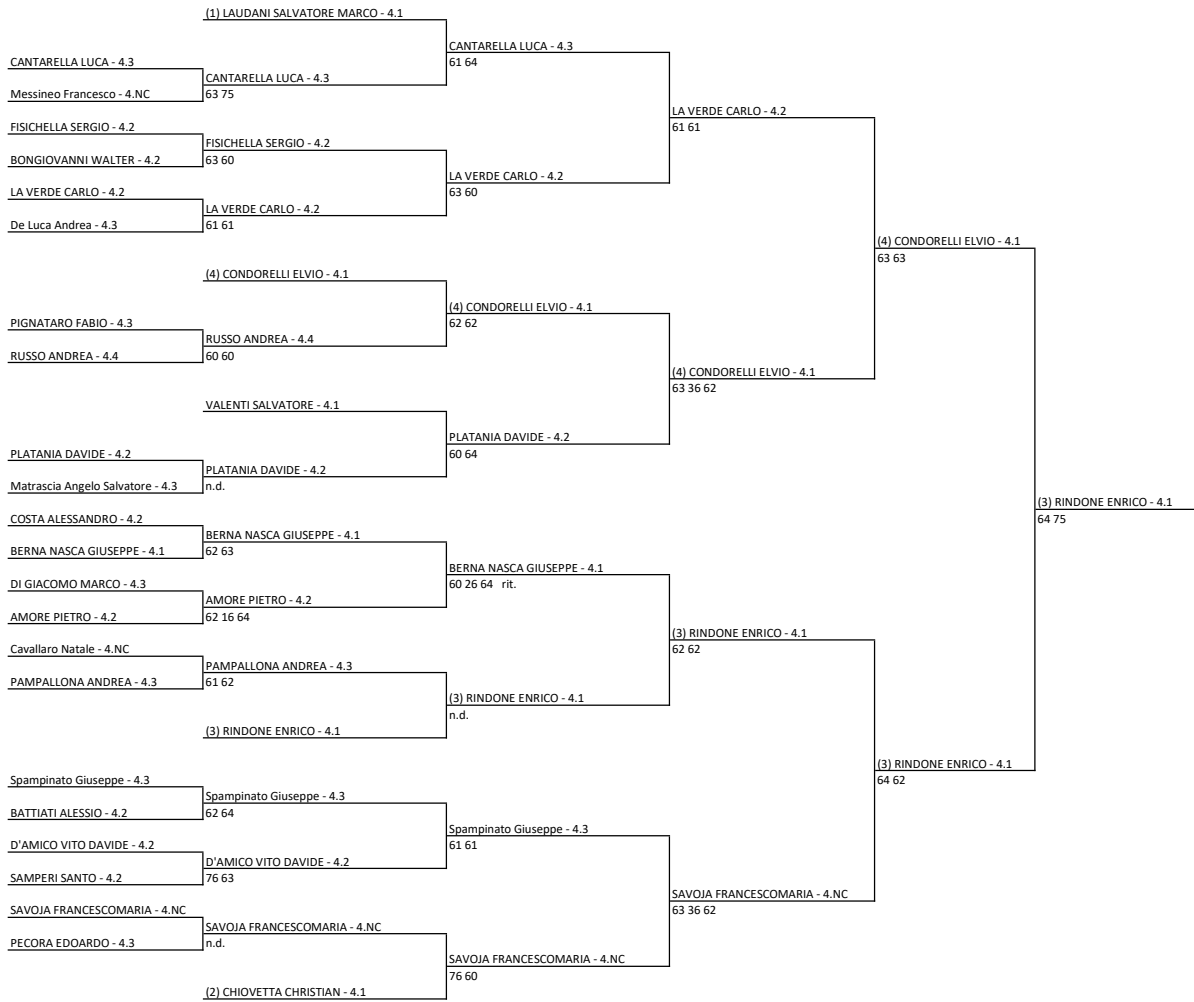 (1) LAUDANI SALVATORE MARCO - 4.1
CANTARELLA LUCA - 4.3
61 64
CANTARELLA LUCA - 4.3
CANTARELLA LUCA - 4.3
Messineo Francesco - 4.NC
63 75
LA VERDE CARLO - 4.2
61 61
FISICHELLA SERGIO - 4.2
FISICHELLA SERGIO - 4.2
BONGIOVANNI WALTER - 4.2
63 60
LA VERDE CARLO - 4.2
63 60
LA VERDE CARLO - 4.2
LA VERDE CARLO - 4.2
De Luca Andrea - 4.3
61 61
(4) CONDORELLI ELVIO - 4.1
63 63
(4) CONDORELLI ELVIO - 4.1
(4) CONDORELLI ELVIO - 4.1
62 62
PIGNATARO FABIO - 4.3
RUSSO ANDREA - 4.4
RUSSO ANDREA - 4.4
60 60
(4) CONDORELLI ELVIO - 4.1
63 36 62
VALENTI SALVATORE - 4.1
PLATANIA DAVIDE - 4.2
60 64
PLATANIA DAVIDE - 4.2
PLATANIA DAVIDE - 4.2
Matrascia Angelo Salvatore - 4.3
n.d.
(3) RINDONE ENRICO - 4.1
64 75
COSTA ALESSANDRO - 4.2
BERNA NASCA GIUSEPPE - 4.1
BERNA NASCA GIUSEPPE - 4.1
62 63
BERNA NASCA GIUSEPPE - 4.1
60 26 64 rit.
DI GIACOMO MARCO - 4.3
AMORE PIETRO - 4.2
AMORE PIETRO - 4.2
62 16 64
(3) RINDONE ENRICO - 4.1
62 62
Cavallaro Natale - 4.NC
PAMPALLONA ANDREA - 4.3
PAMPALLONA ANDREA - 4.3
61 62
(3) RINDONE ENRICO - 4.1
n.d.
(3) RINDONE ENRICO - 4.1
(3) RINDONE ENRICO - 4.1
64 62
Spampinato Giuseppe - 4.3
Spampinato Giuseppe - 4.3
BATTIATI ALESSIO - 4.2
62 64
Spampinato Giuseppe - 4.3
61 61
D'AMICO VITO DAVIDE - 4.2
D'AMICO VITO DAVIDE - 4.2
SAMPERI SANTO - 4.2
76 63
SAVOJA FRANCESCOMARIA - 4.NC
63 36 62
SAVOJA FRANCESCOMARIA - 4.NC
SAVOJA FRANCESCOMARIA - 4.NC
PECORA EDOARDO - 4.3
n.d.
SAVOJA FRANCESCOMARIA - 4.NC
76 60
(2) CHIOVETTA CHRISTIAN - 4.1